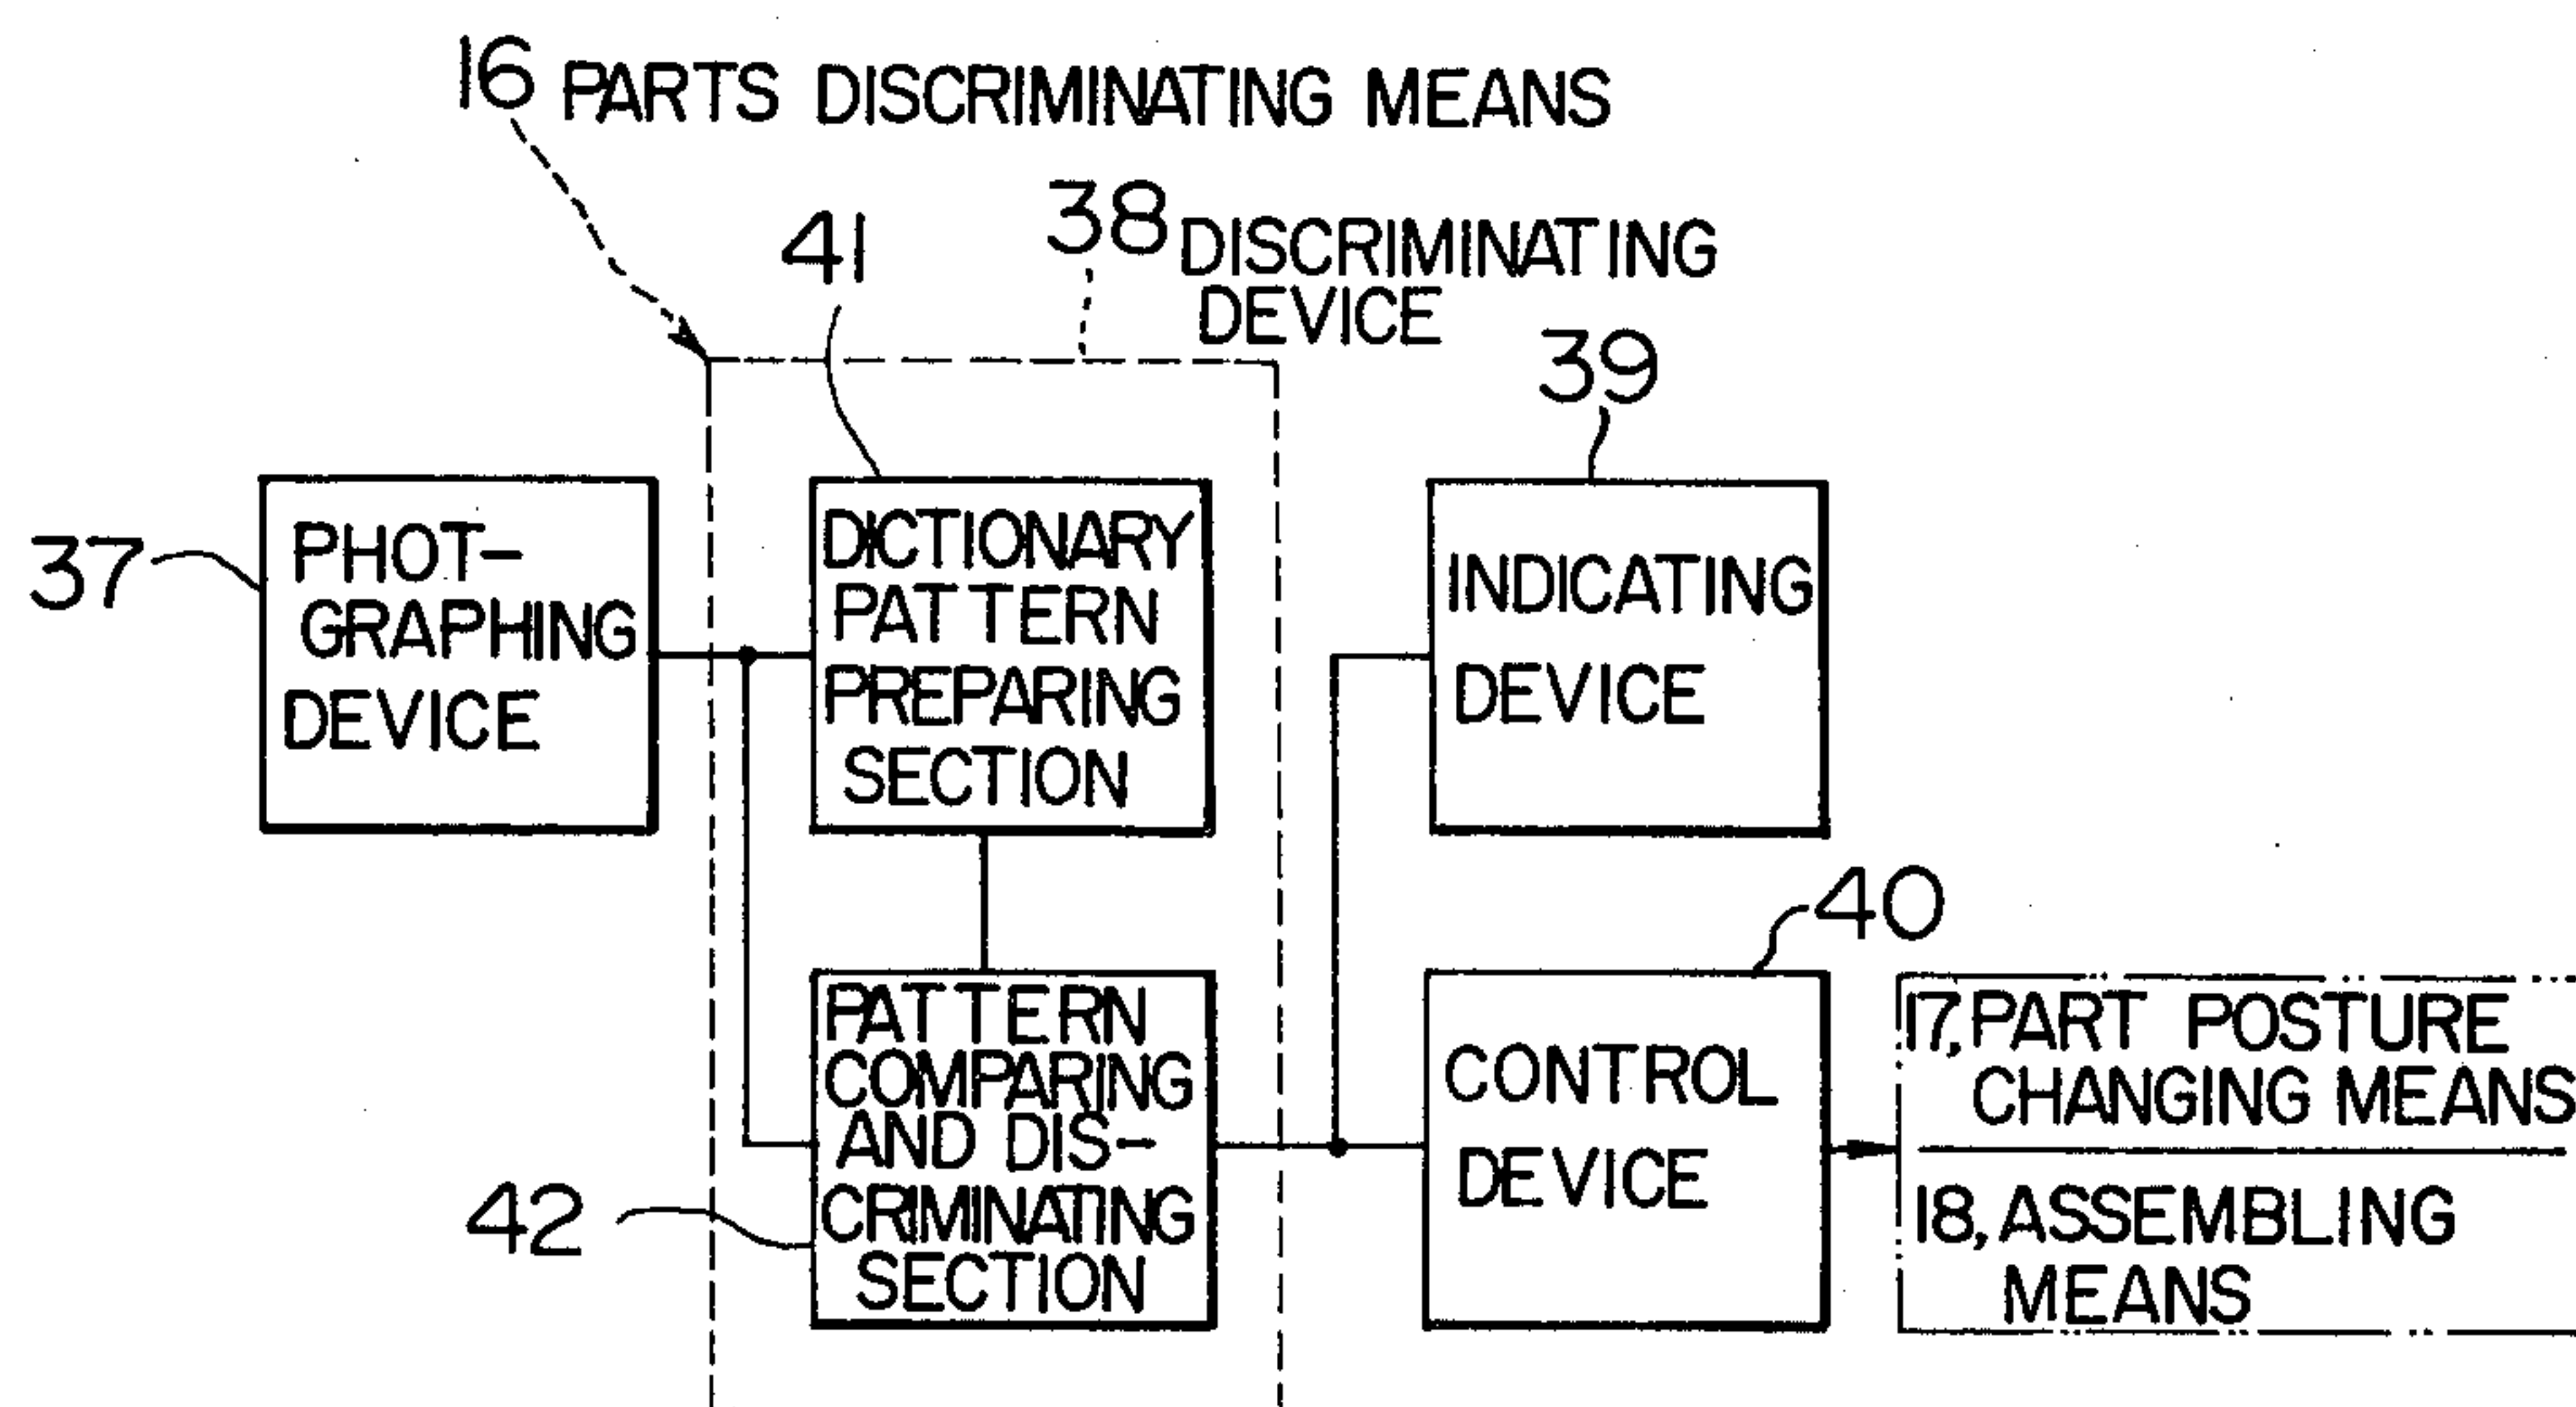 16 PARTS DISCRIMINATING MEANS
38 DISCRIMINATING
DEVICE
41
39
37
PHOT-
GRAPHING
DEVICE
DICTIONARY
PATTERN
PREPARING
SECTION
INDICATING
DEVICE
40
42
PATTERN
COMPARING
AND DIS-
CRIMINATING
SECTION
CONTROL
DEVICE
17, PART POSTURE
CHANGING MEANS
18, ASSEMBLING
MEANS